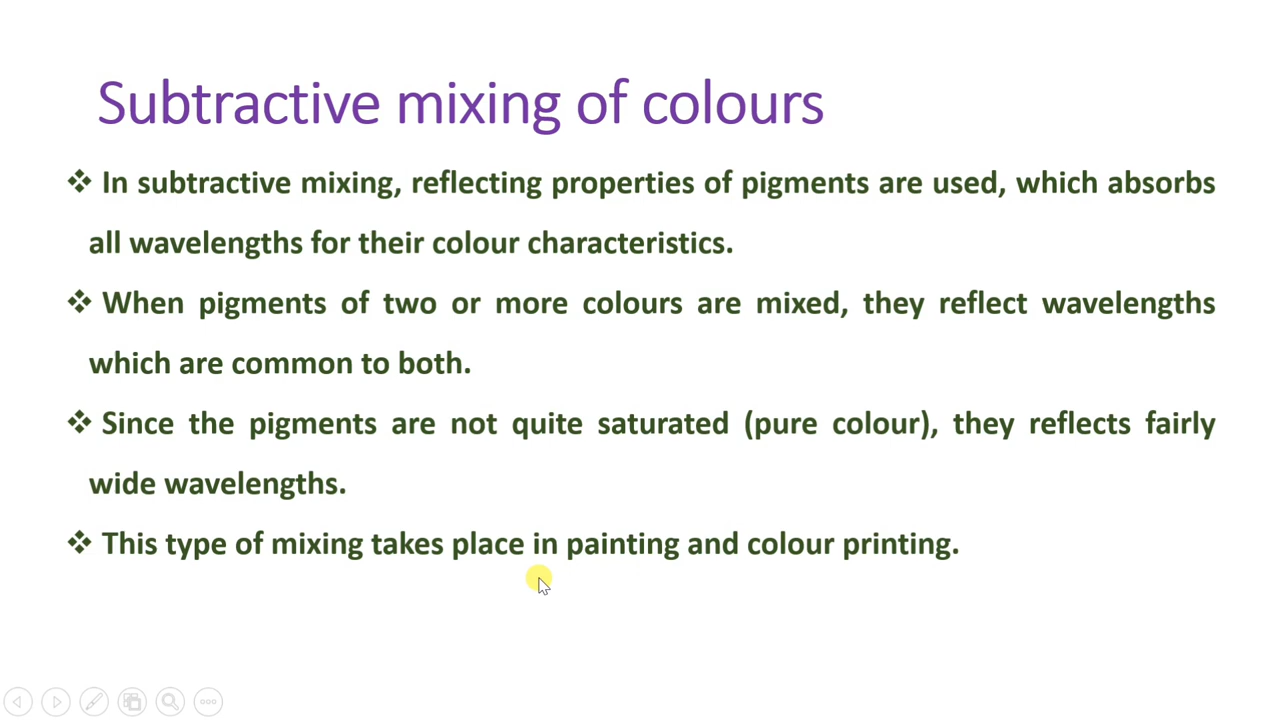 Subtractive mixing of colours
❖ In subtractive mixing, reflecting properties of pigments are used, which absorbs
all wavelengths for their colour characteristics.
❖ When pigments of two or more colours are mixed, they reflect wavelengths
which are common to both.
❖ Since the pigments are not quite saturated (pure colour), they reflects fairly
wide wavelengths.
❖ This type of mixing takes place in painting and colour printing.